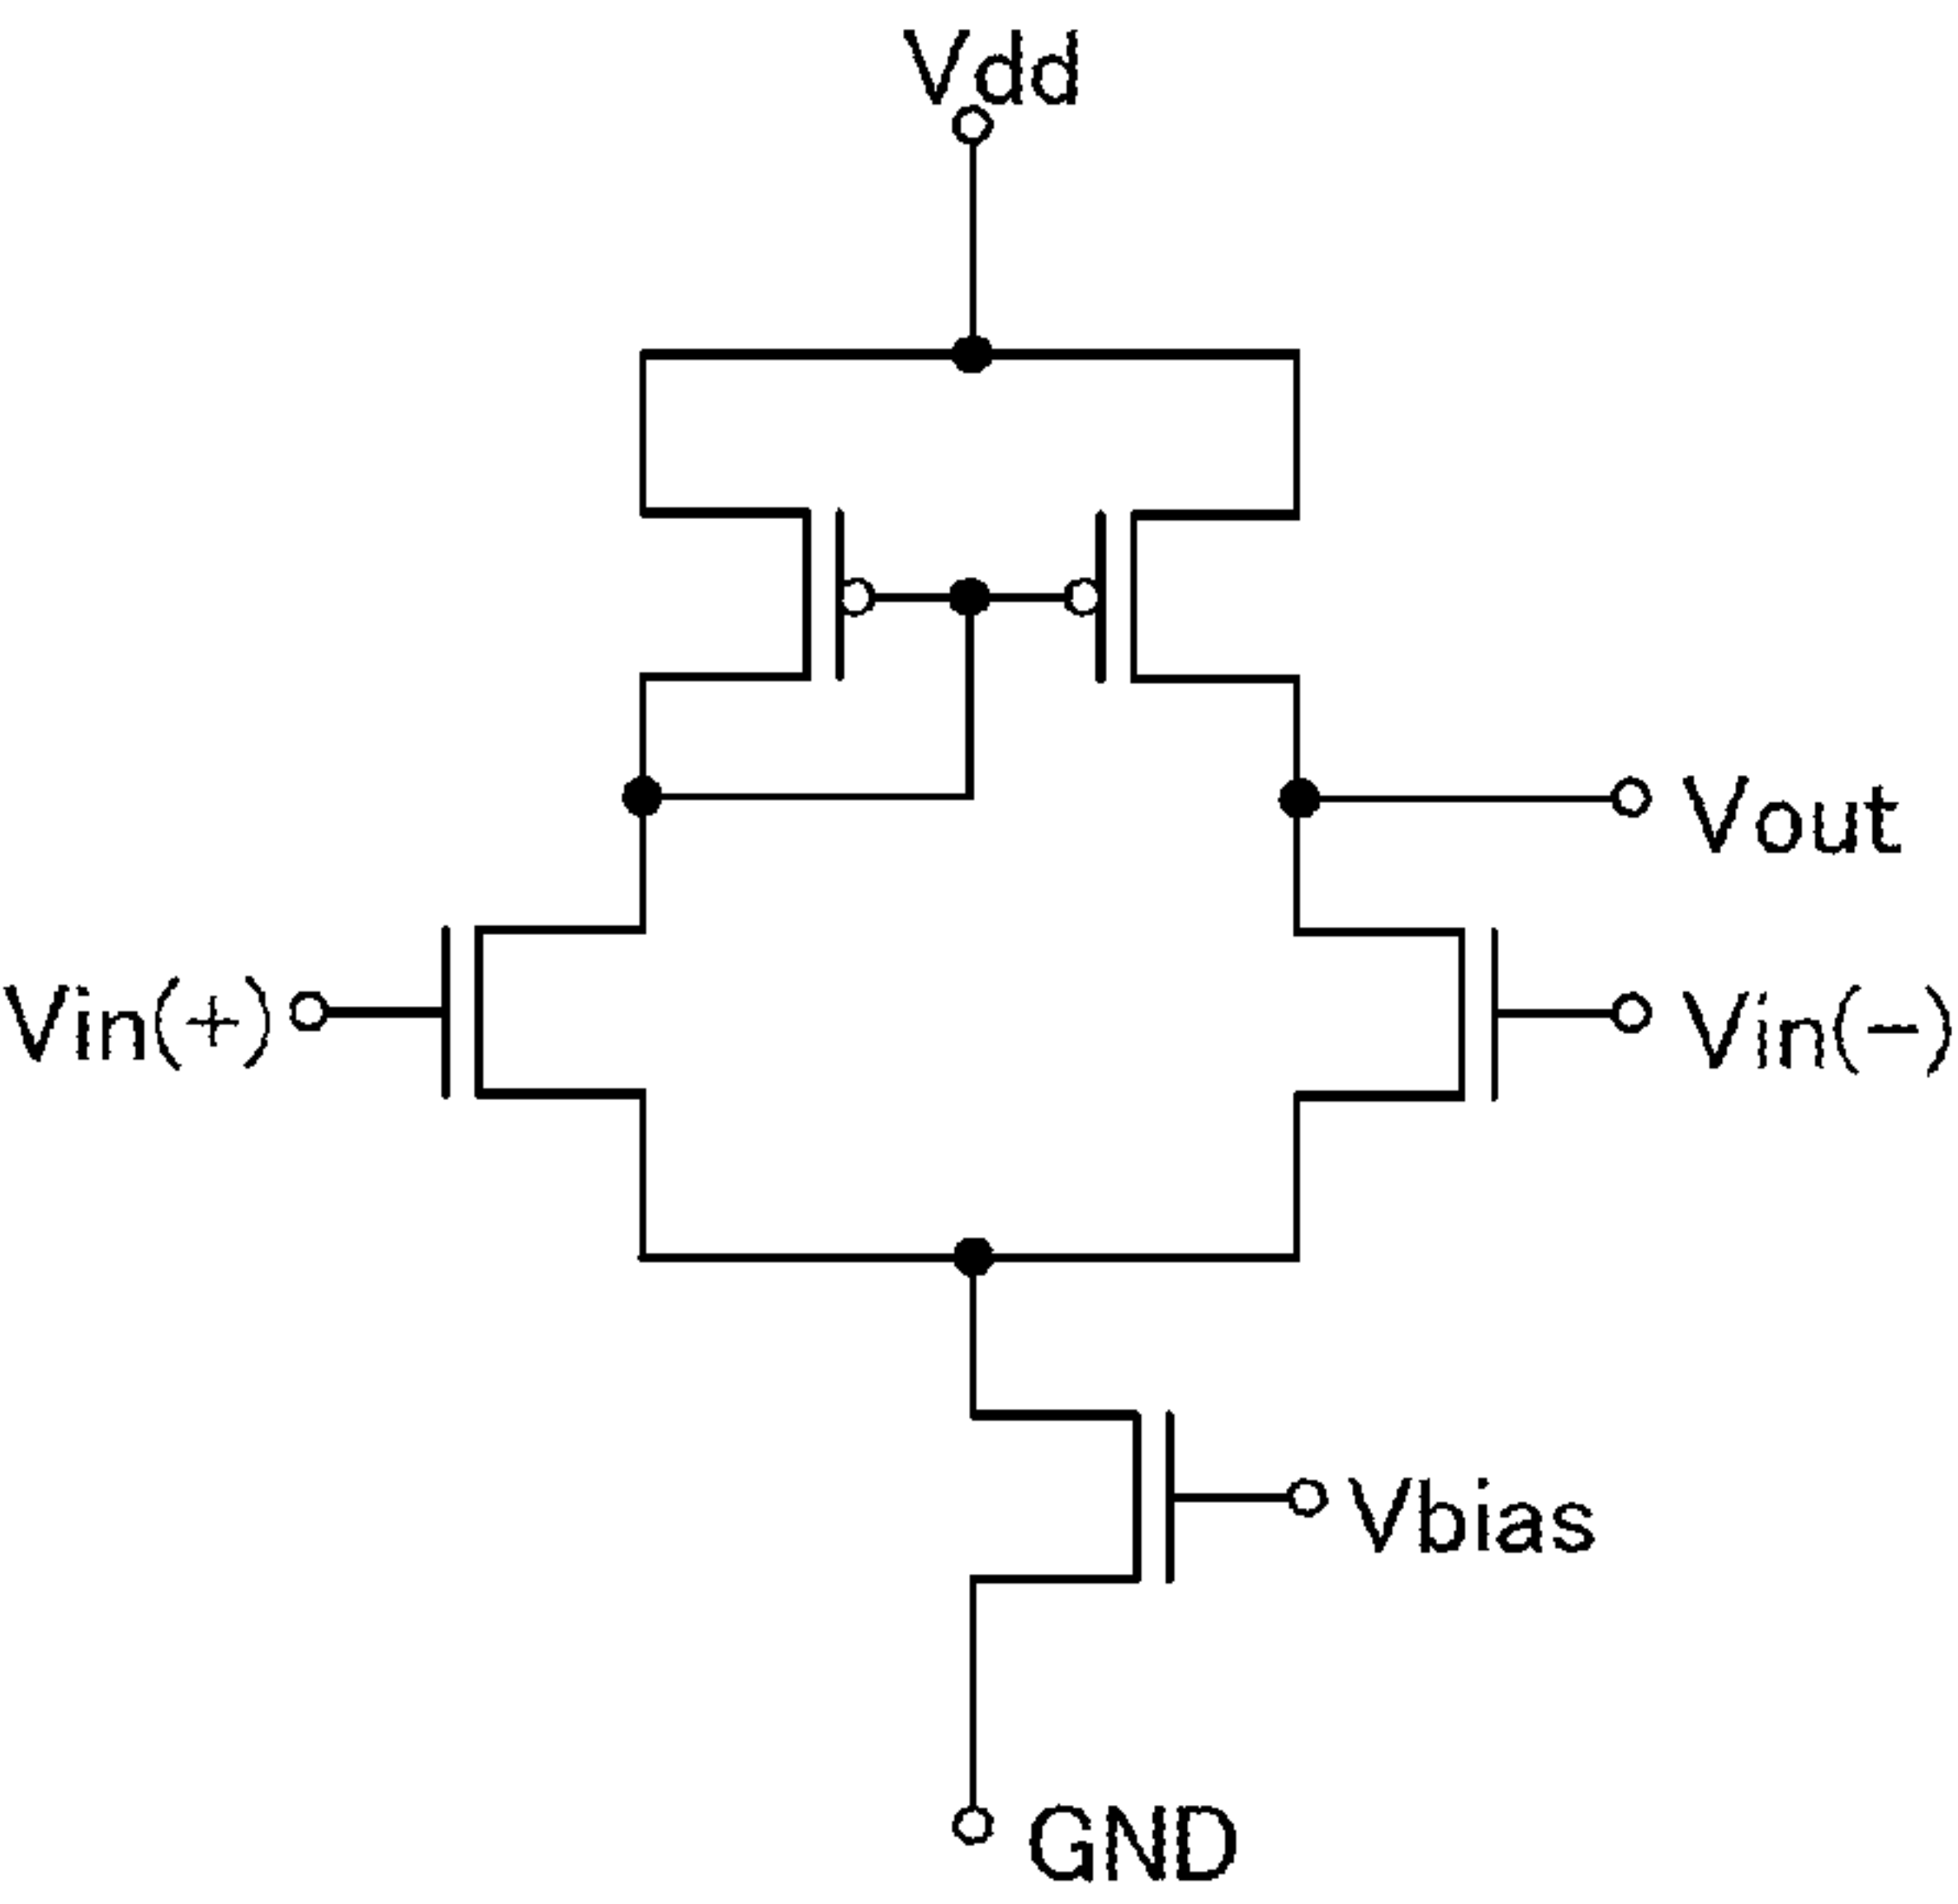 Vdd
Vout
Vin(+)
Vin(−)
Vbias
GND